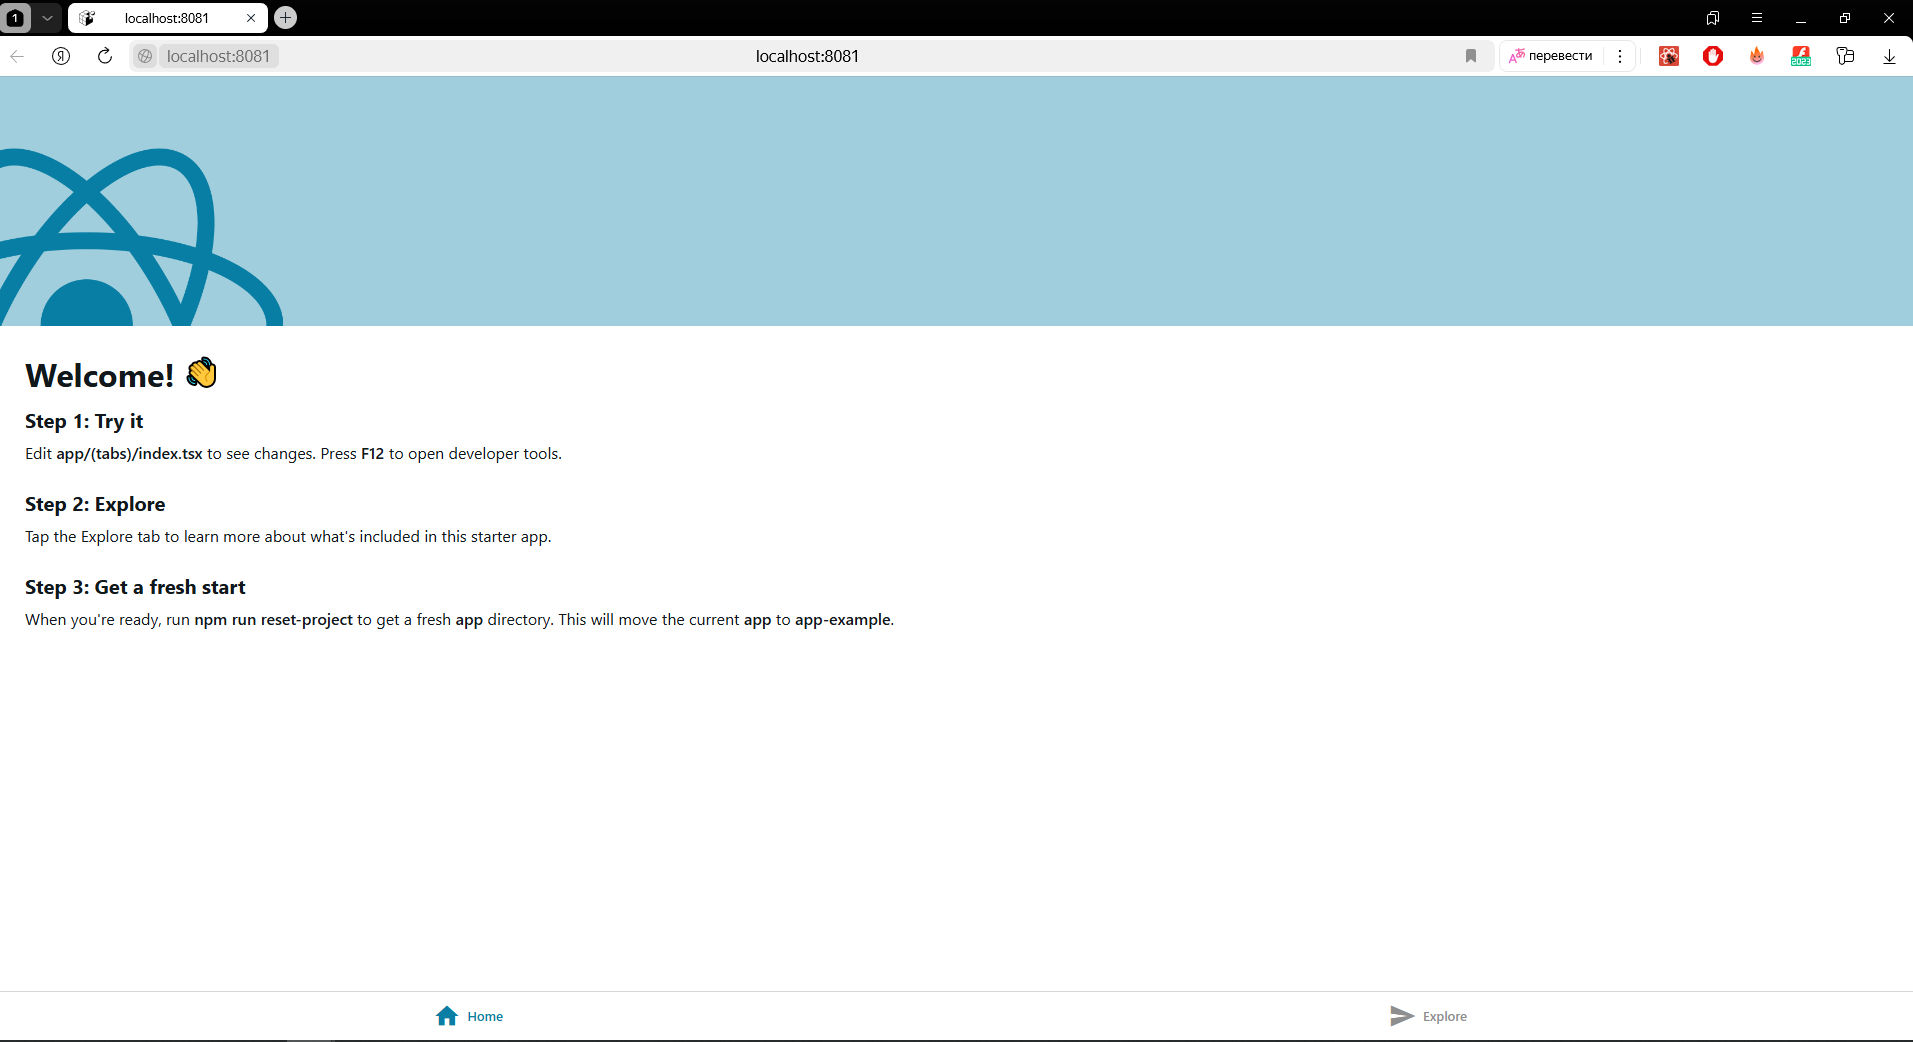 1
localhost:8081
Я
localhost:8081
localhost:8081
перевести
2023
Welcome! 👋
Step 1: Try it
Edit app/(tabs)/index.tsx to see changes. Press F12 to open developer tools.
Step 2: Explore
Tap the Explore tab to learn more about what's included in this starter app.
Step 3: Get a fresh start
When you're ready, run npm run reset-project to get a fresh app directory. This will move the current app to app-example.
Home
Explore